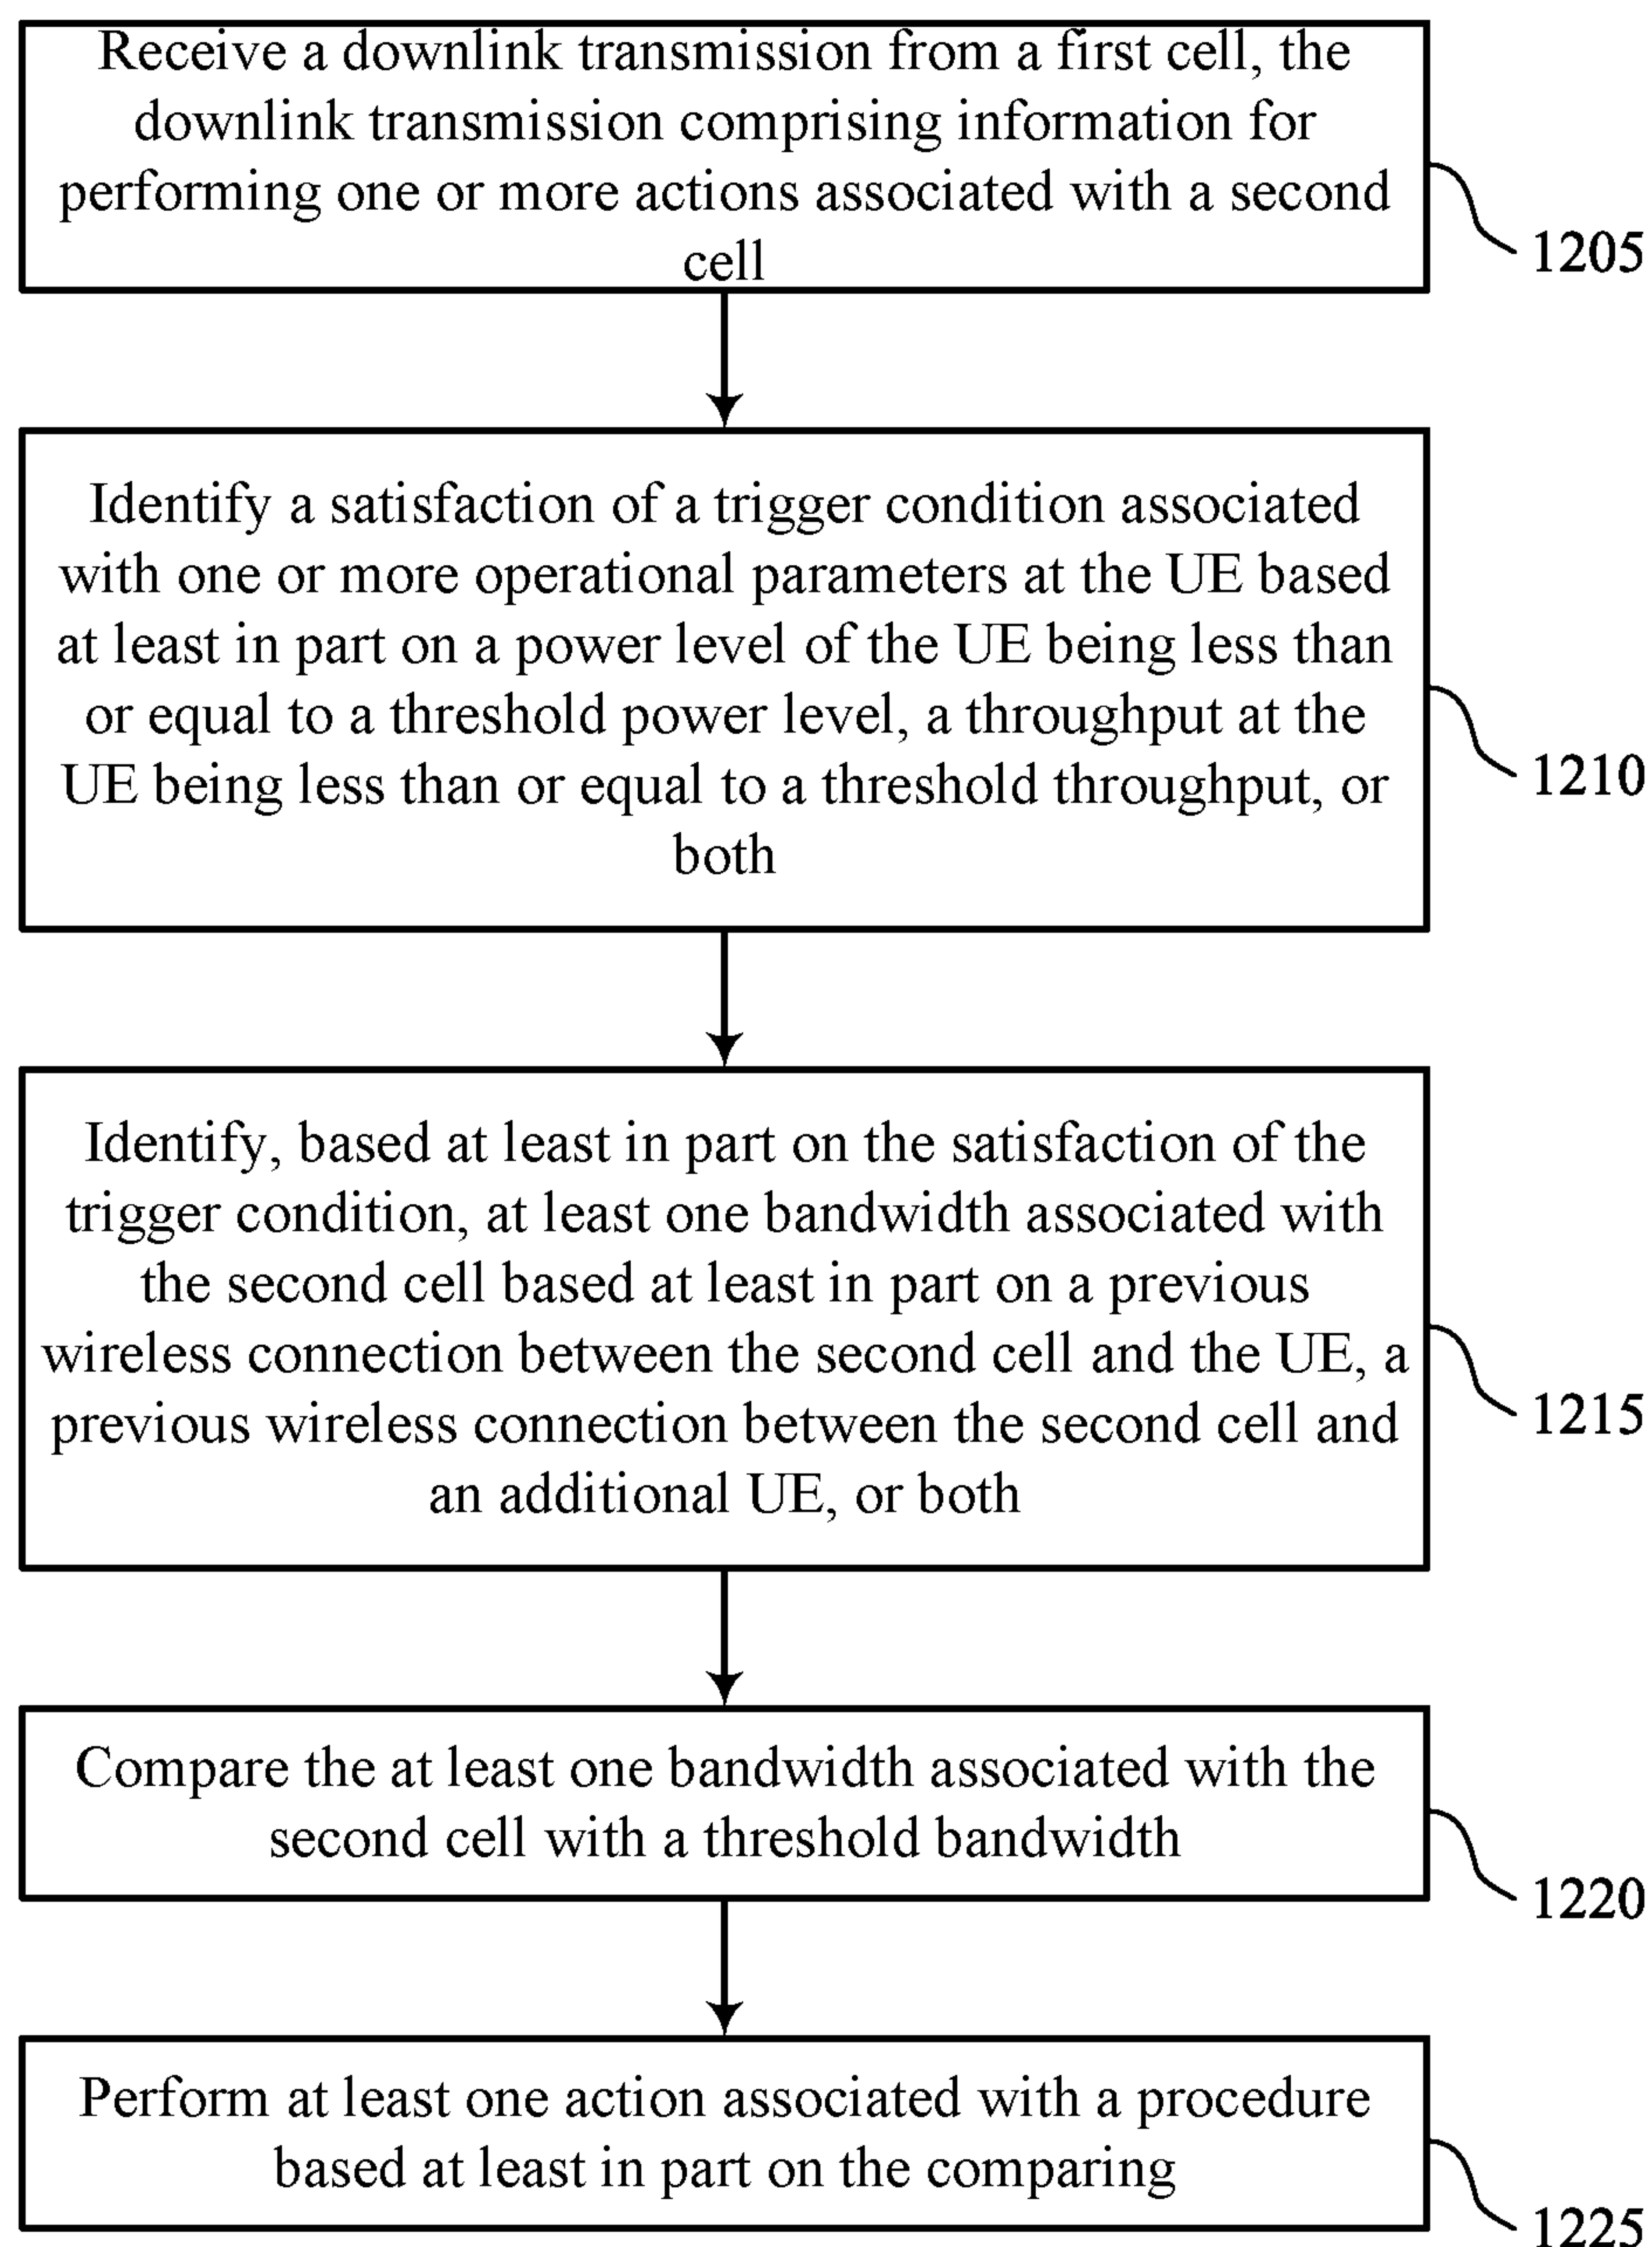 Receive a downlink transmission from a first cell, the
downlink transmission comprising information for
performing one or more actions associated with a second
cell
1205
Identify a satisfaction of a trigger condition associated
with one or more operational parameters at the UE based
at least in part on a power level of the UE being less than
or equal to a threshold power level, a throughput at the
UE being less than or equal to a threshold throughput, or
both
1210
Identify, based at least in part on the satisfaction of the
trigger condition, at least one bandwidth associated with
the second cell based at least in part on a previous
wireless connection between the second cell and the UE, a
previous wireless connection between the second cell and
an additional UE, or both
1215
Compare the at least one bandwidth associated with the
second cell with a threshold bandwidth
1220
Perform at least one action associated with a procedure
based at least in part on the comparing
1225